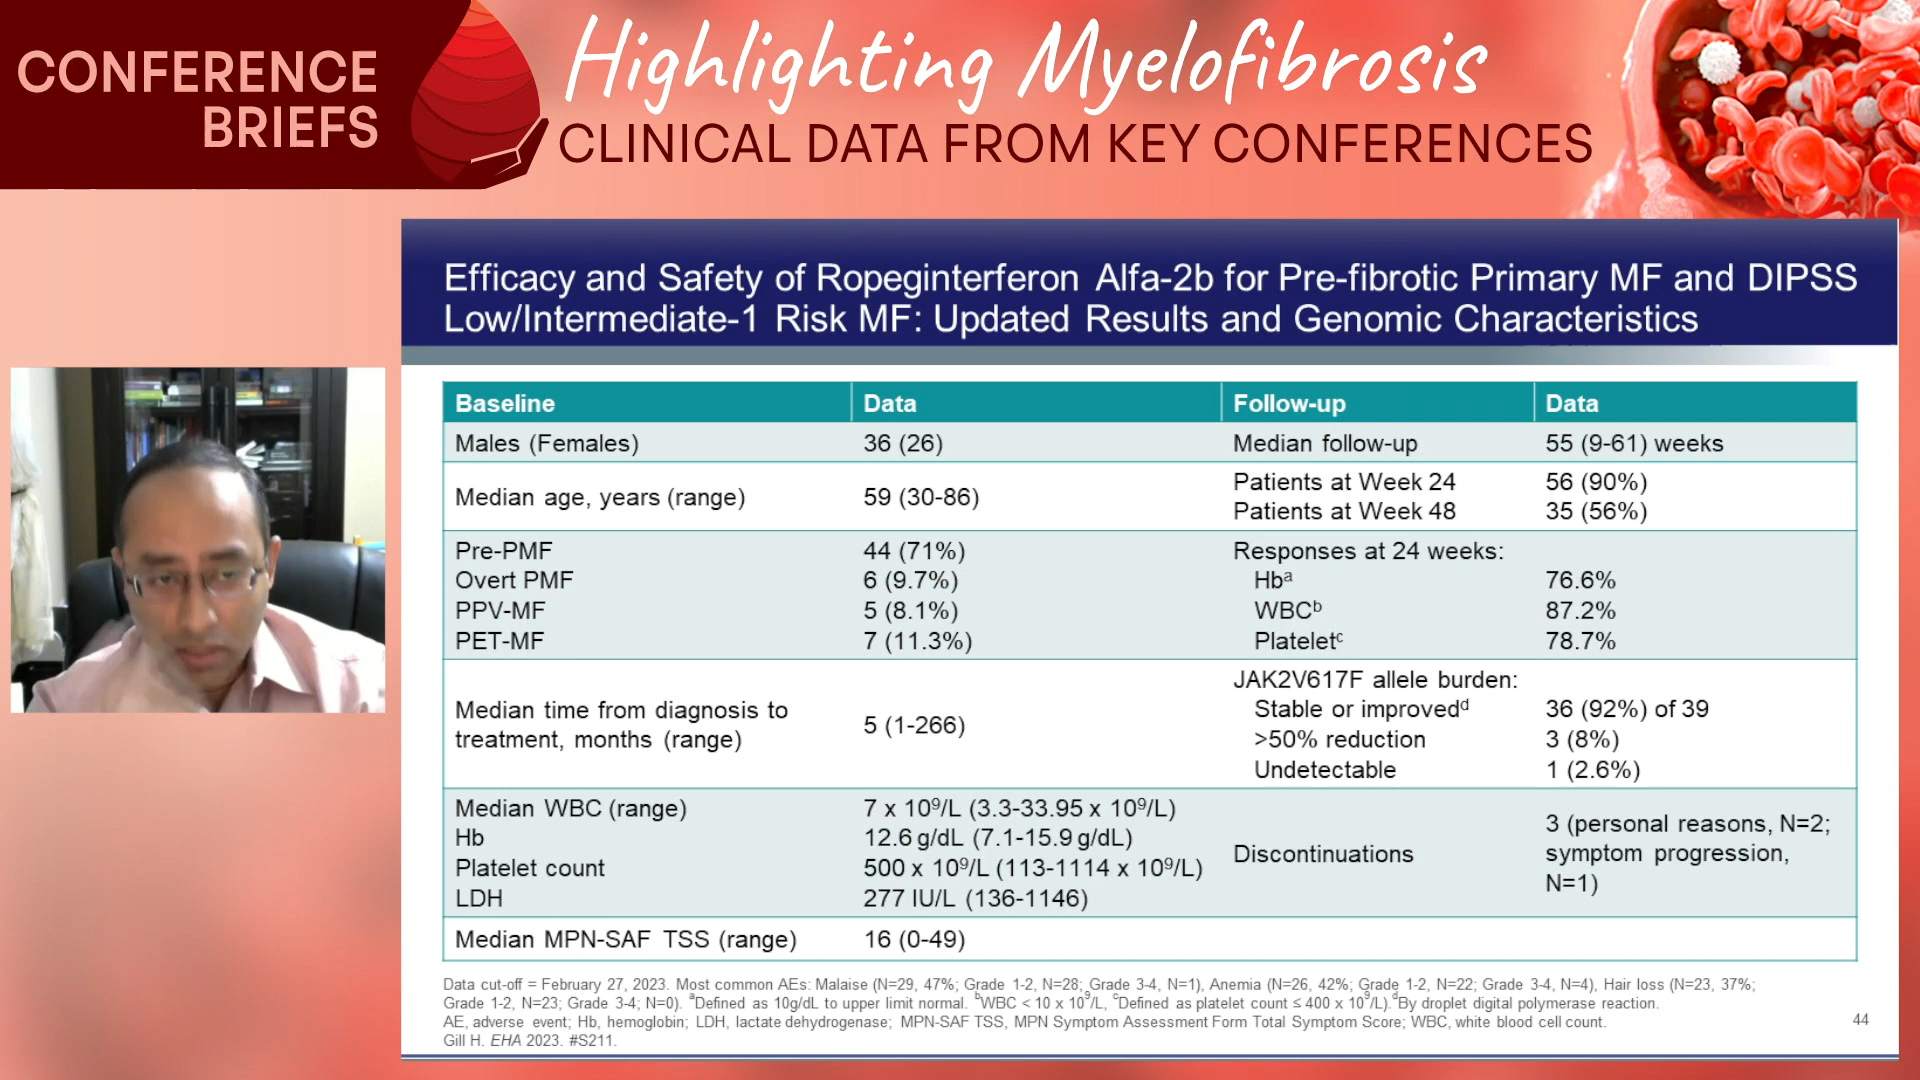 CONFERENCE
BRIEFS
Highlighting Myelofibrosis
CLINICAL DATA FROM KEY CONFERENCES
Efficacy and Safety of Ropeginterferon Alfa-2b for Pre-fibrotic Primary MF and DIPSS
Low/Intermediate-1 Risk MF: Updated Results and Genomic Characteristics
Baseline Data Follow-up Data
Males (Females) 36 (26) Median follow-up 55 (9-61) weeks
Median age, years (range) 59 (30-86)
Patients at Week 24 56 (90%)
Patients at Week 48 35 (56%)
Pre-PMF 44 (71%) Responses at 24 weeks:
Overt PMF 6 (9.7%) Hbᵃ 76.6%
PPV-MF 5 (8.1%) WBCᵇ 87.2%
PET-MF 7 (11.3%) Plateletᶜ 78.7%
Median time from diagnosis to
treatment, months (range) 5 (1-266)
JAK2V617F allele burden:
Stable or improvedᵈ 36 (92%) of 39
>50% reduction 3 (8%)
Undetectable 1 (2.6%)
Median WBC (range) 7 x 10⁹/L (3.3-33.95 x 10⁹/L)
Hb 12.6 g/dL (7.1-15.9 g/dL)
Platelet count 500 x 10⁹/L (113-1114 x 10⁹/L)
LDH 277 IU/L (136-1146)
Discontinuations 3 (personal reasons, N=2;
symptom progression,
N=1)
Median MPN-SAF TSS (range) 16 (0-49)
Data cut-off = February 27, 2023. Most common AEs: Malaise (N=29, 47%; Grade 1-2, N=28; Grade 3-4, N=1), Anemia (N=26, 42%; Grade 1-2, N=22; Grade 3-4, N=4), Hair loss (N=23, 37%;
Grade 1-2, N=23; Grade 3-4; N=0). ᵃDefined as 10g/dL to upper limit normal. ᵇWBC < 10 x 10⁹/L, ᶜDefined as platelet count ≤ 400 x 10⁹/L).ᵈBy droplet digital polymerase reaction.
AE, adverse event; Hb, hemoglobin; LDH, lactate dehydrogenase; MPN-SAF TSS, MPN Symptom Assessment Form Total Symptom Score; WBC, white blood cell count.
Gill H. EHA 2023. #S211.
44